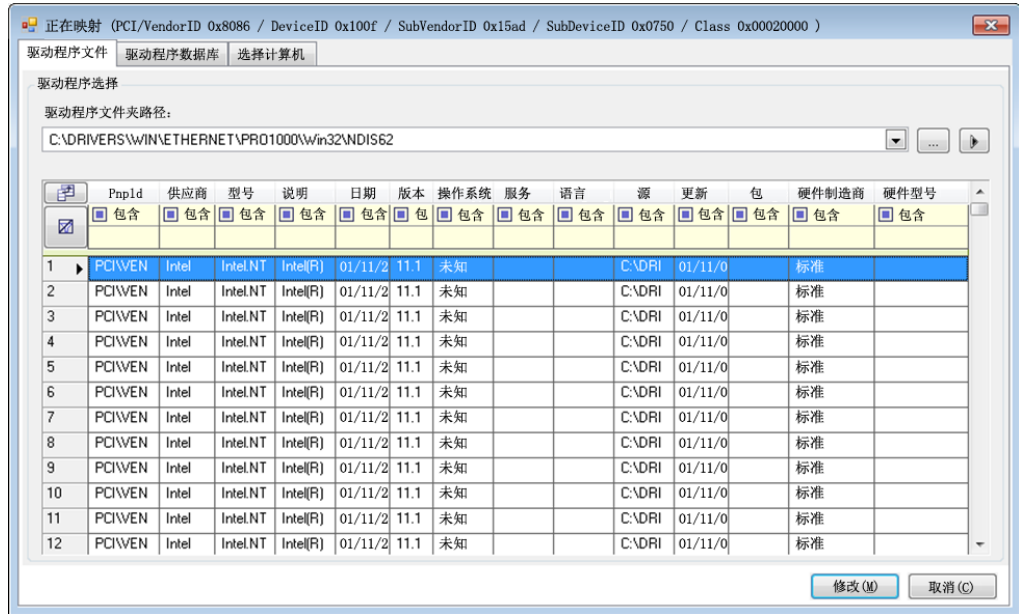 正在映射 (PCI/VendorID 0x8086 / DeviceID 0x100f / SubVendorID 0x15ad / SubDeviceID 0x0750 / Class 0x00020000 )
驱动程序文件 驱动程序数据库 选择计算机
驱动程序选择
驱动程序文件夹路径:
C:\DRIVERS\WIN\ETHERNET\PRO1000\Win32\NDIS62 ...
PnpId 供应商 型号 说明 日期 版本 操作系统 服务 语言 源 更新 包 硬件制造商 硬件型号
包含 包含 包含 包含 包含 包 包含 包含 包含 包含 包含 包含 包含 包含
1 PCI\VEN Intel Intel.NT Intel(R) 01/11/2 11.1 未知 C:\DRI 01/11/0 标准
2 PCI\VEN Intel Intel.NT Intel(R) 01/11/2 11.1 未知 C:\DRI 01/11/0 标准
3 PCI\VEN Intel Intel.NT Intel(R) 01/11/2 11.1 未知 C:\DRI 01/11/0 标准
4 PCI\VEN Intel Intel.NT Intel(R) 01/11/2 11.1 未知 C:\DRI 01/11/0 标准
5 PCI\VEN Intel Intel.NT Intel(R) 01/11/2 11.1 未知 C:\DRI 01/11/0 标准
6 PCI\VEN Intel Intel.NT Intel(R) 01/11/2 11.1 未知 C:\DRI 01/11/0 标准
7 PCI\VEN Intel Intel.NT Intel(R) 01/11/2 11.1 未知 C:\DRI 01/11/0 标准
8 PCI\VEN Intel Intel.NT Intel(R) 01/11/2 11.1 未知 C:\DRI 01/11/0 标准
9 PCI\VEN Intel Intel.NT Intel(R) 01/11/2 11.1 未知 C:\DRI 01/11/0 标准
10 PCI\VEN Intel Intel.NT Intel(R) 01/11/2 11.1 未知 C:\DRI 01/11/0 标准
11 PCI\VEN Intel Intel.NT Intel(R) 01/11/2 11.1 未知 C:\DRI 01/11/0 标准
12 PCI\VEN Intel Intel.NT Intel(R) 01/11/2 11.1 未知 C:\DRI 01/11/0 标准
修改(M) 取消(C)